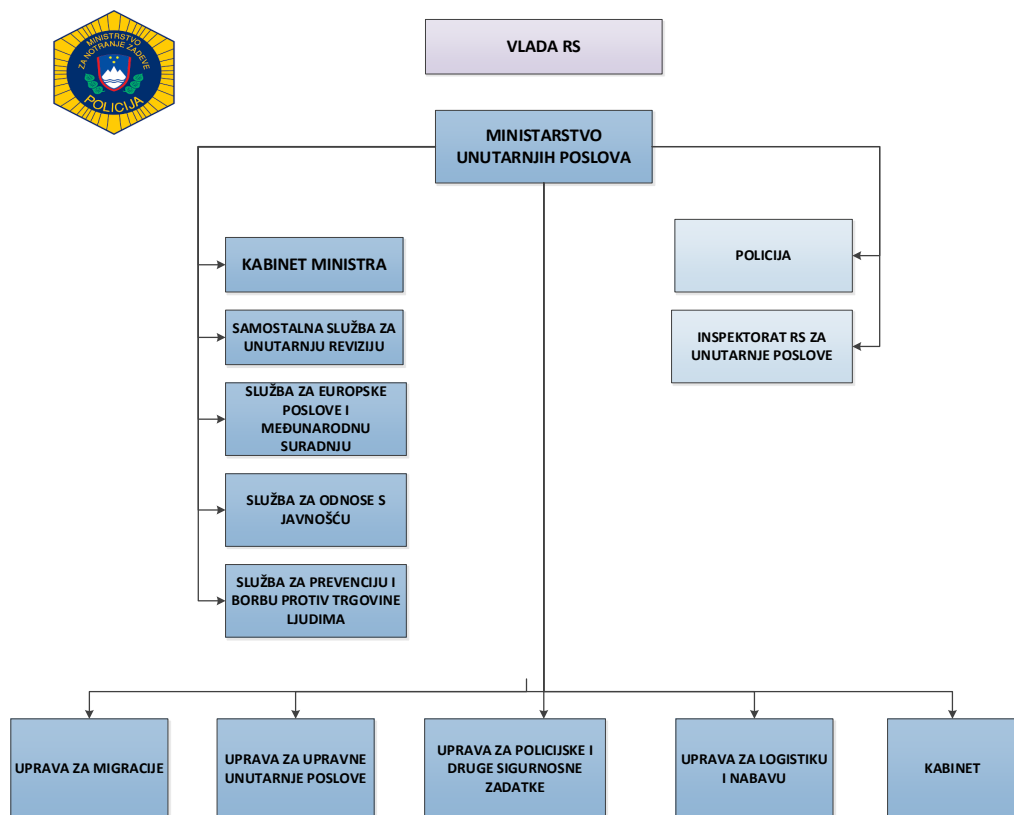 MINISTRSTVO
ZA NOTRANJE ZADEVE
POLICIJA
VLADA RS
MINISTARSTVO
UNUTARNJIH POSLOVA
KABINET MINISTRA
SAMOSTALNA SLUŽBA ZA
UNUTARNJU REVIZIJU
SLUŽBA ZA EUROPSKE
POSLOVE I
MEĐUNARODNU
SURADNJU
SLUŽBA ZA ODNOSE S
JAVNOŠĆU
SLUŽBA ZA PREVENCIJU I
BORBU PROTIV TRGOVINE
LJUDIMA
POLICIJA
INSPEKTORAT RS ZA
UNUTARNJE POSLOVE
UPRAVA ZA MIGRACIJE
UPRAVA ZA UPRAVNE
UNUTARNJE POSLOVE
UPRAVA ZA POLICIJSKE I
DRUGE SIGURNOSNE
ZADATKE
UPRAVA ZA LOGISTIKU
I NABAVU
KABINET